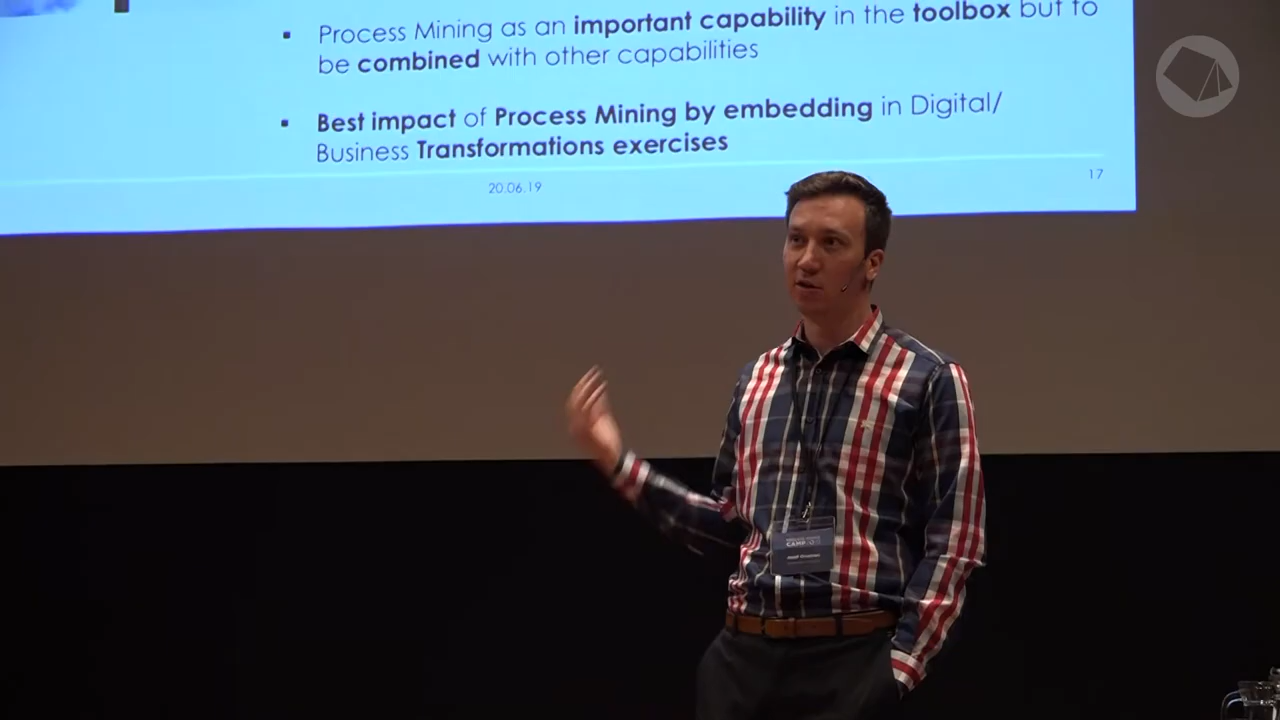 ▪ Process Mining as an important capability in the toolbox but to
be combined with other capabilities
▪ Best impact of Process Mining by embedding in Digital/
Business Transformations exercises
20.06.19
17
CAMP